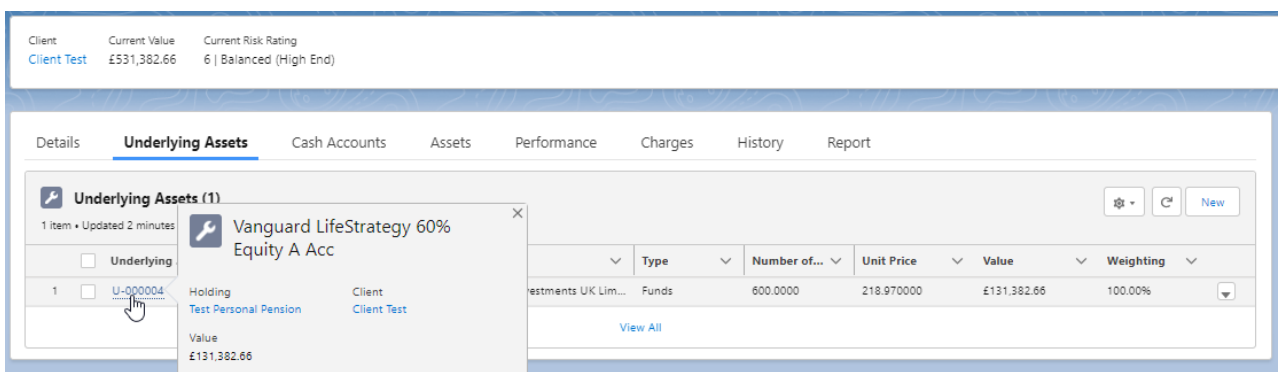 Client Current Value Current Risk Rating
Client Test £531,382.66 6 | Balanced (High End)
Details Underlying Assets Cash Accounts Assets Performance Charges History Report
Underlying Assets (1)
1 item • Updated 2 minutes
New
Vanguard LifeStrategy 60%
Equity A Acc
Underlying Type Number of... Unit Price Value Weighting
1 U-000004 UK Lim... Funds 600.0000 218.970000 £131,382.66 100.00%
Holding Client
Test Personal Pension Client Test
View All
Value
£131,382.66